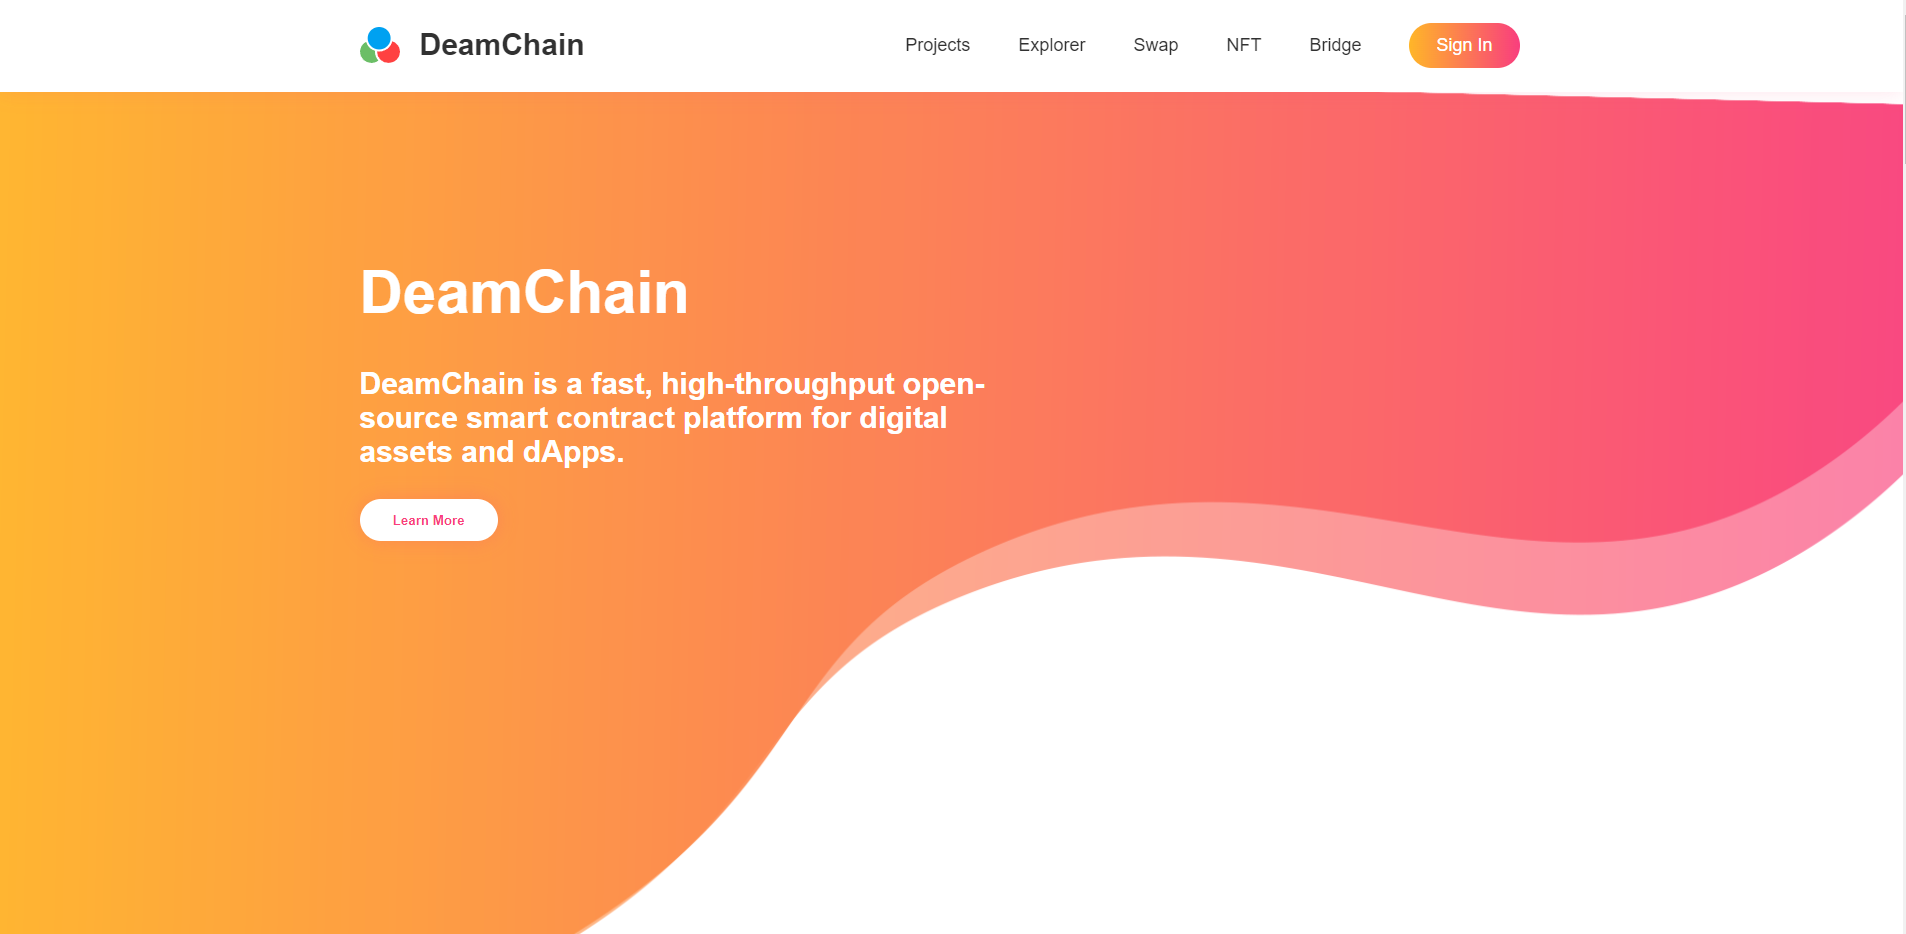 DeamChain
Projects
Explorer
Swap
NFT
Bridge
Sign In
DeamChain
DeamChain is a fast, high-throughput open-
source smart contract platform for digital
assets and dApps.
Learn More